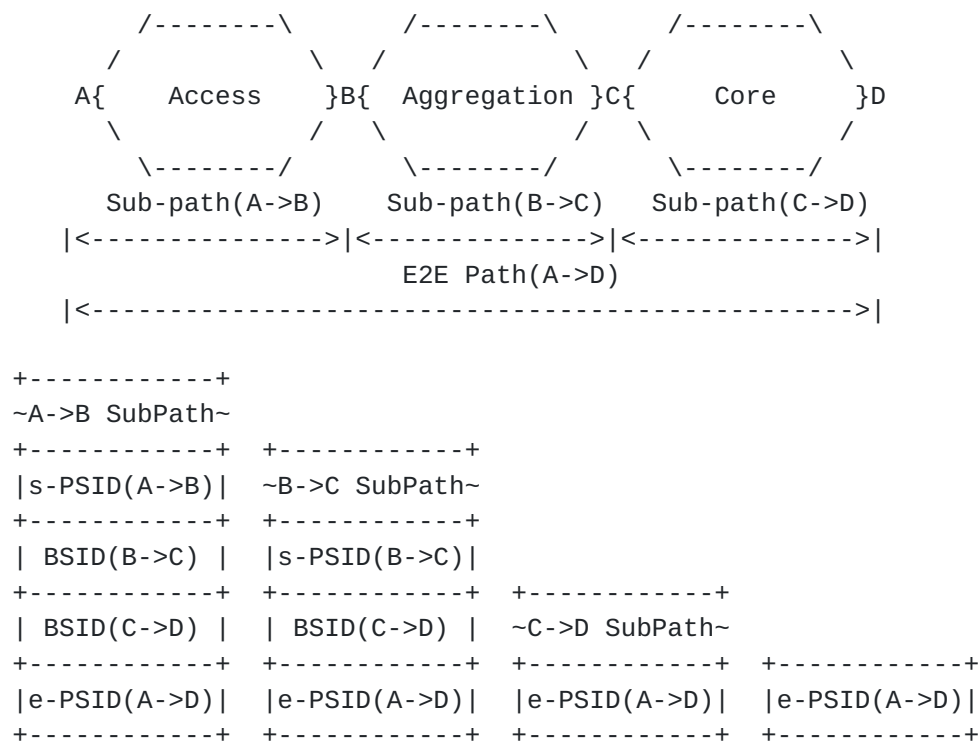 /--------\       /--------\       /--------\
       /            \   /            \   /            \
     A{    Access    }B{  Aggregation }C{     Core     }D
       \            /   \            /   \            /
         \--------/       \--------/       \--------/
       Sub-path(A->B)    Sub-path(B->C)   Sub-path(C->D)
    |<--------------->|<-------------->|<-------------->|
                          E2E Path(A->D)
    |<------------------------------------------------->|

+------------+
~A->B SubPath~
+------------+  +------------+
|s-PSID(A->B)|  ~B->C SubPath~
+------------+  +------------+
| BSID(B->C) |  |s-PSID(B->C)|
+------------+  +------------+  +------------+
| BSID(C->D) |  | BSID(C->D) |  ~C->D SubPath~
+------------+  +------------+  +------------+  +------------+
|e-PSID(A->D)|  |e-PSID(A->D)|  |e-PSID(A->D)|  |e-PSID(A->D)|
+------------+  +------------+  +------------+  +------------+